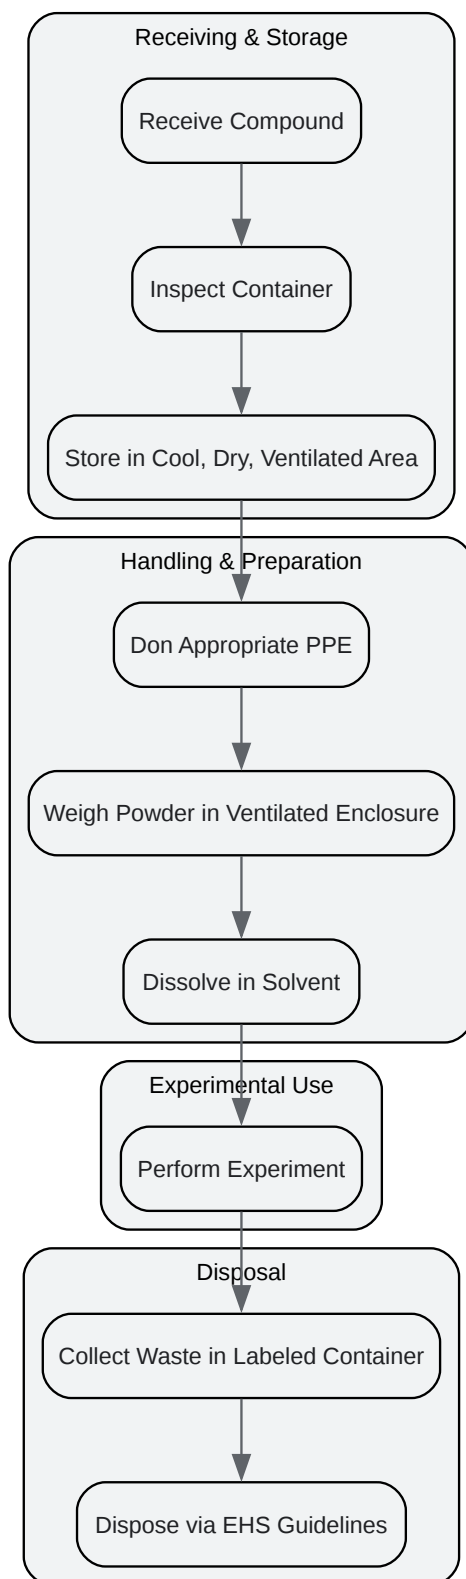 Receiving & Storage
Receive Compound
Inspect Container
Store in Cool, Dry, Ventilated Area
Handling & Preparation
Don Appropriate PPE
Weigh Powder in Ventilated Enclosure
Dissolve in Solvent
Experimental Use
Perform Experiment
Disposal
Collect Waste in Labeled Container
Dispose via EHS Guidelines